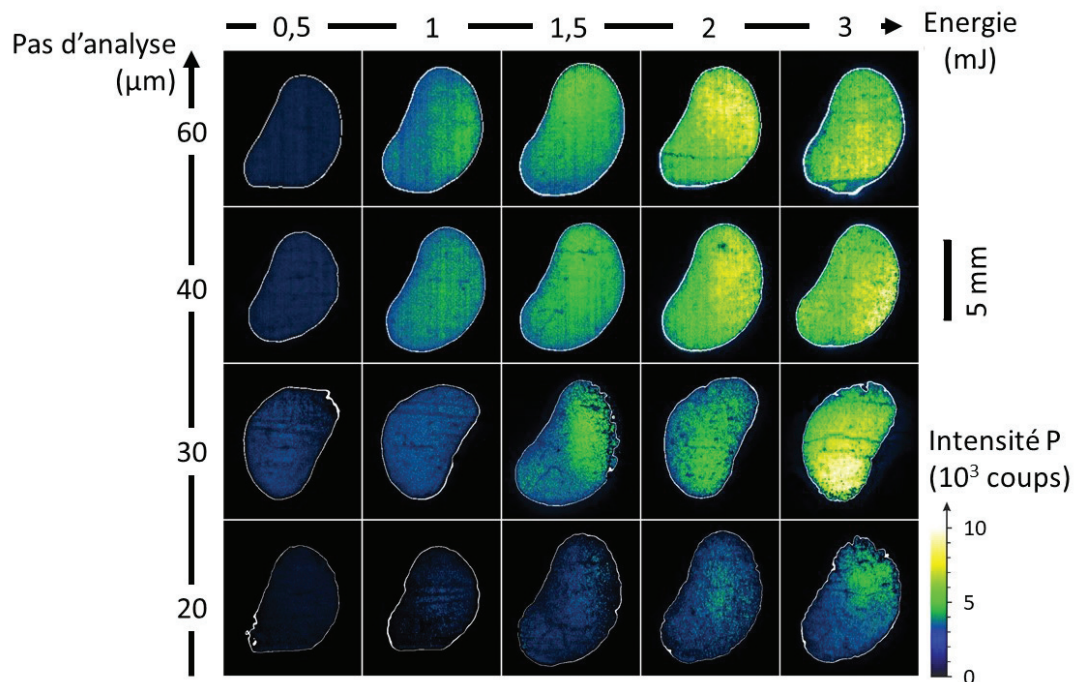 0,5 1 1,5 2 3
Energie
(mJ)
Pas d'analyse
(μm)
60
40
30
20
5 mm
Intensité P
(10³ coups)
10
5
0